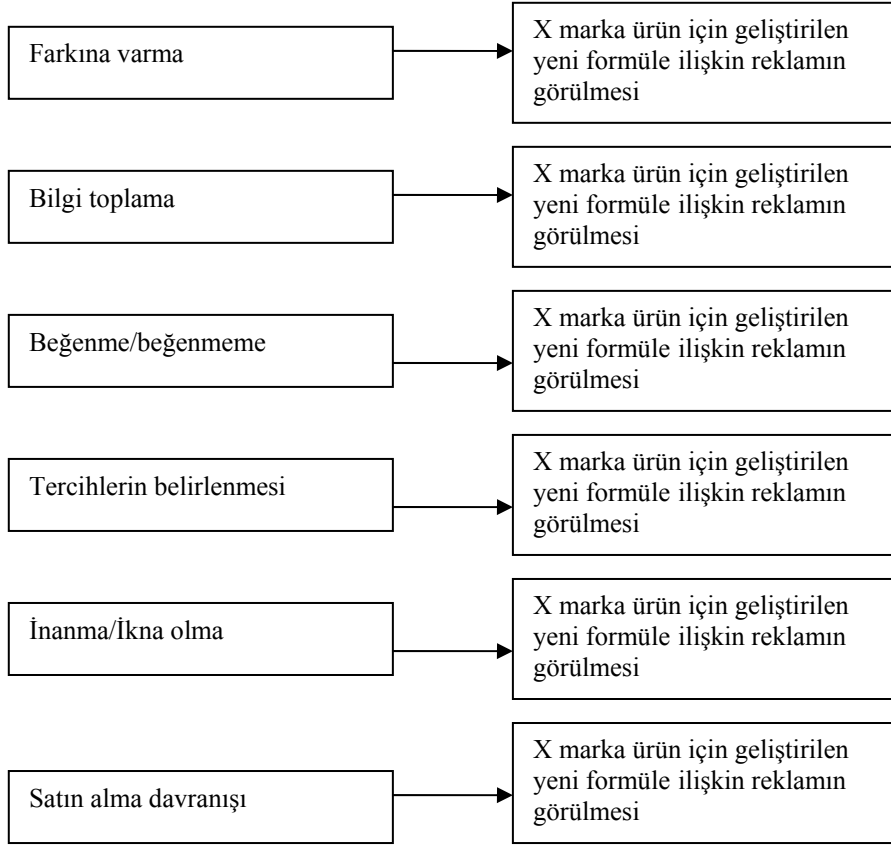 Farkına varma
X marka ürün için geliştirilen
yeni formüle ilişkin reklamın
görülmesi
Bilgi toplama
X marka ürün için geliştirilen
yeni formüle ilişkin reklamın
görülmesi
Beğenme/beğenmeme
X marka ürün için geliştirilen
yeni formüle ilişkin reklamın
görülmesi
Tercihlerin belirlenmesi
X marka ürün için geliştirilen
yeni formüle ilişkin reklamın
görülmesi
İnanma/İkna olma
X marka ürün için geliştirilen
yeni formüle ilişkin reklamın
görülmesi
Satın alma davranışı
X marka ürün için geliştirilen
yeni formüle ilişkin reklamın
görülmesi